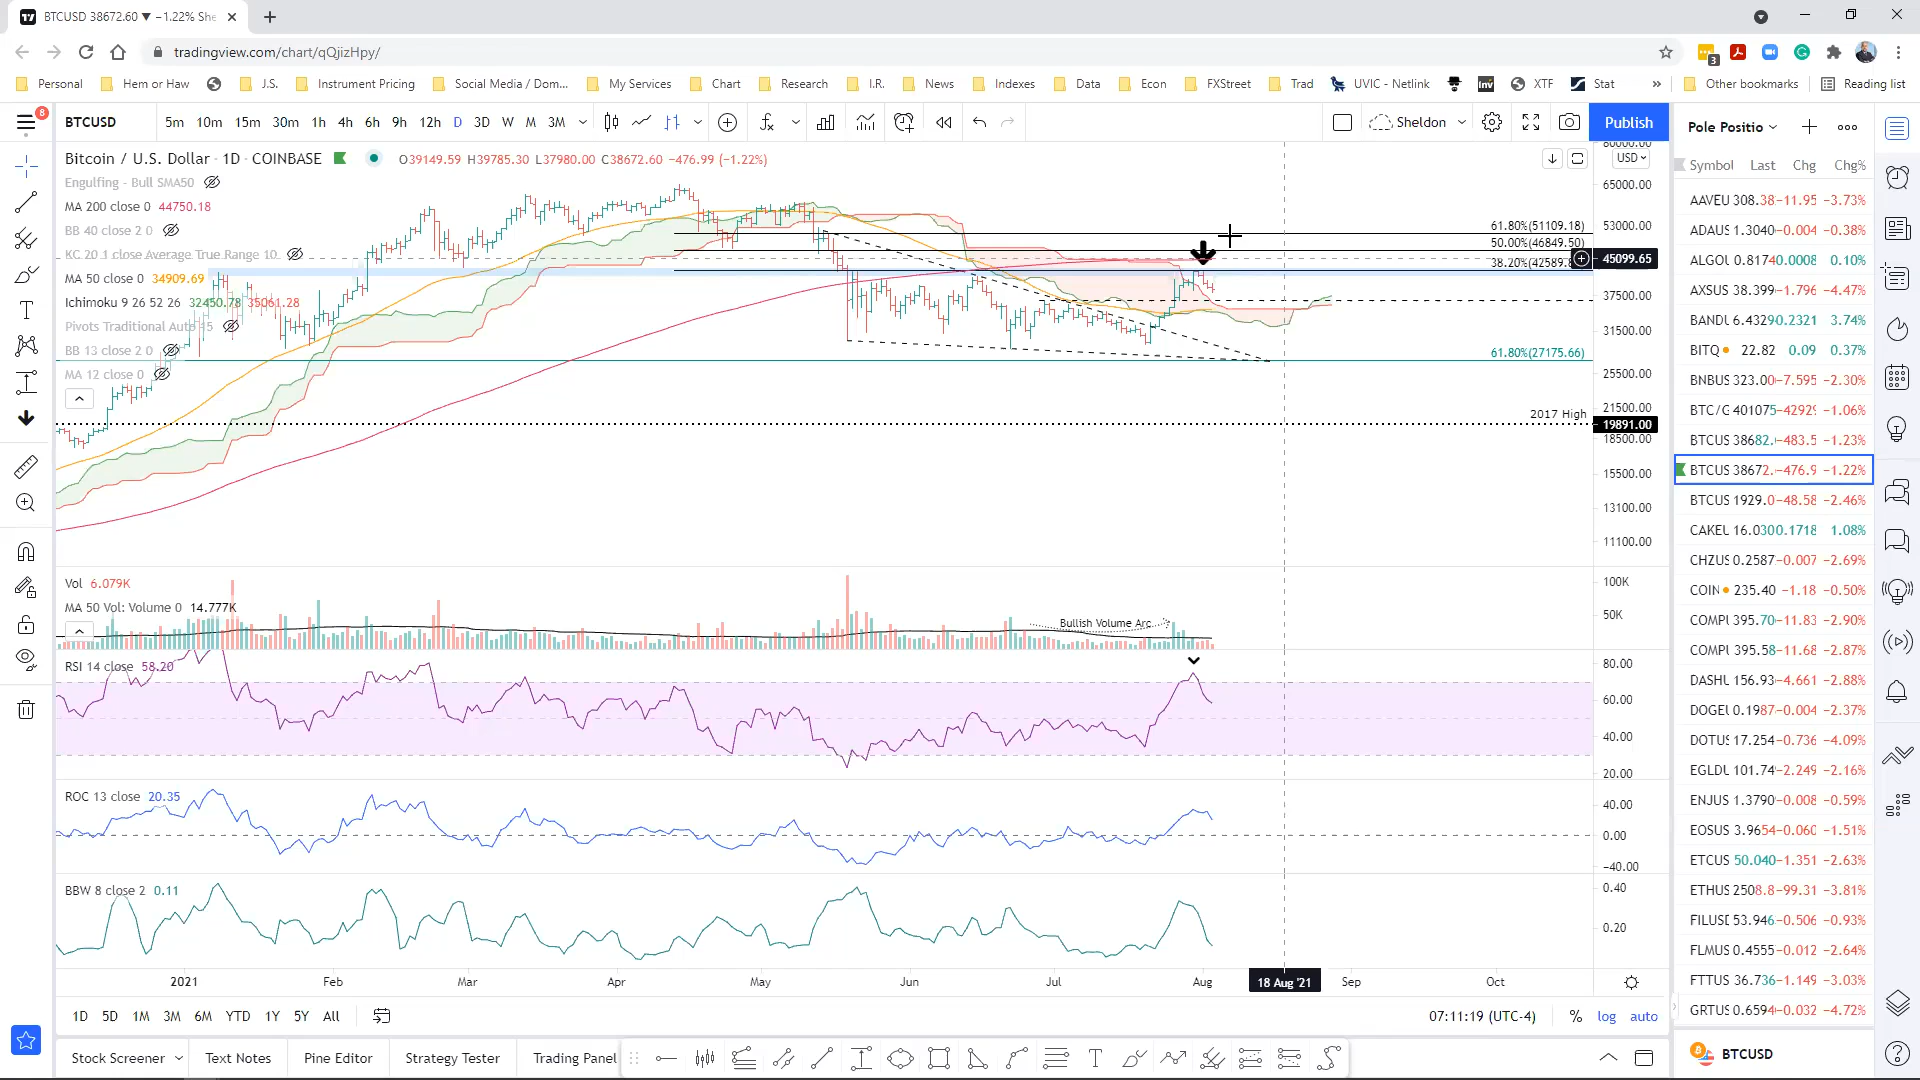 BTCUSD 38672.60 ▼ −1.22% She
tradingview.com/chart/qQjizHpy/
3
Personal Hem or Haw J.S. Instrument Pricing Social Media / Dom... My Services Chart Research I.R. News Indexes Data Econ FXStreet Trad UVIC - Netlink XTF Stat » Other bookmarks Reading list
8
BTCUSD 5m 10m 15m 30m 1h 4h 6h 9h 12h D 3D W M 3M Sheldon Publish
Bitcoin / U.S. Dollar · 1D · COINBASE O39149.59 H39785.30 L37980.00 C38672.60 −476.99 (−1.22%)
Engulfing - Bull SMA50
MA 200 close 0 44750.18
BB 40 close 2 0
KC 20 1 close Average True Range 10
MA 50 close 0 34909.69
Ichimoku 9 26 52 26 32450.78 35061.28
Pivots Traditional Auto 15
BB 13 close 2 0
MA 12 close 0
USD
61.80%(51109.18)
50.00%(46849.50)
61.80%(27175.66)
2017 High
65000.00
53000.00
45099.65
37500.00
31500.00
25500.00
21500.00
19891.00
18500.00
15500.00
13100.00
11100.00
Vol 6.079K
MA 50 Vol: Volume 0 14.777K
Bullish Volume Arc
100K
50K
RSI 14 close 58.20
80.00
60.00
40.00
20.00
ROC 13 close 20.35
40.00
0.00
−40.00
BBW 8 close 2 0.11
0.40
0.20
2021 Feb Mar Apr May Jun Jul Aug 18 Aug '21 Sep Oct
1D 5D 1M 3M 6M YTD 1Y 5Y All 07:11:19 (UTC-4) % log auto
Stock Screener Text Notes Pine Editor Strategy Tester Trading Panel
Pole Positio
Symbol Last Chg Chg%
AAVEU 308.38 −11.95 −3.73%
ADAUS 1.3040 −0.004 −0.38%
ALGOU 0.8174 0.0008 0.10%
AXSUS 38.399 −1.796 −4.47%
BANDU 6.4329 0.2321 3.74%
BITQ 22.82 0.09 0.37%
BNBUS 323.00 −7.595 −2.30%
BTC/G 401075 −4292 −1.06%
BTCUS 38682. −483.5 −1.23%
BTCUS 38672. −476.9 −1.22%
BTCUS 1929.0 −48.58 −2.46%
CAKEU 16.030 0.1718 1.08%
CHZUS 0.2587 −0.007 −2.69%
COIN 235.40 −1.18 −0.50%
COMPU 395.70 −11.83 −2.90%
COMPU 395.58 −11.68 −2.87%
DASHU 156.93 −4.661 −2.88%
DOGEU 0.1987 −0.004 −2.37%
DOTUS 17.254 −0.736 −4.09%
EGLDU 101.74 −2.249 −2.16%
ENJUS 1.3790 −0.008 −0.59%
EOSUS 3.9654 −0.060 −1.51%
ETCUS 50.040 −1.351 −2.63%
ETHUS 2508.8 −99.31 −3.81%
FILUSD 53.946 −0.506 −0.93%
FLMUS 0.4555 −0.012 −2.64%
FTTUS 36.736 −1.149 −3.03%
GRTUS 0.6594 −0.032 −4.72%
BTCUSD